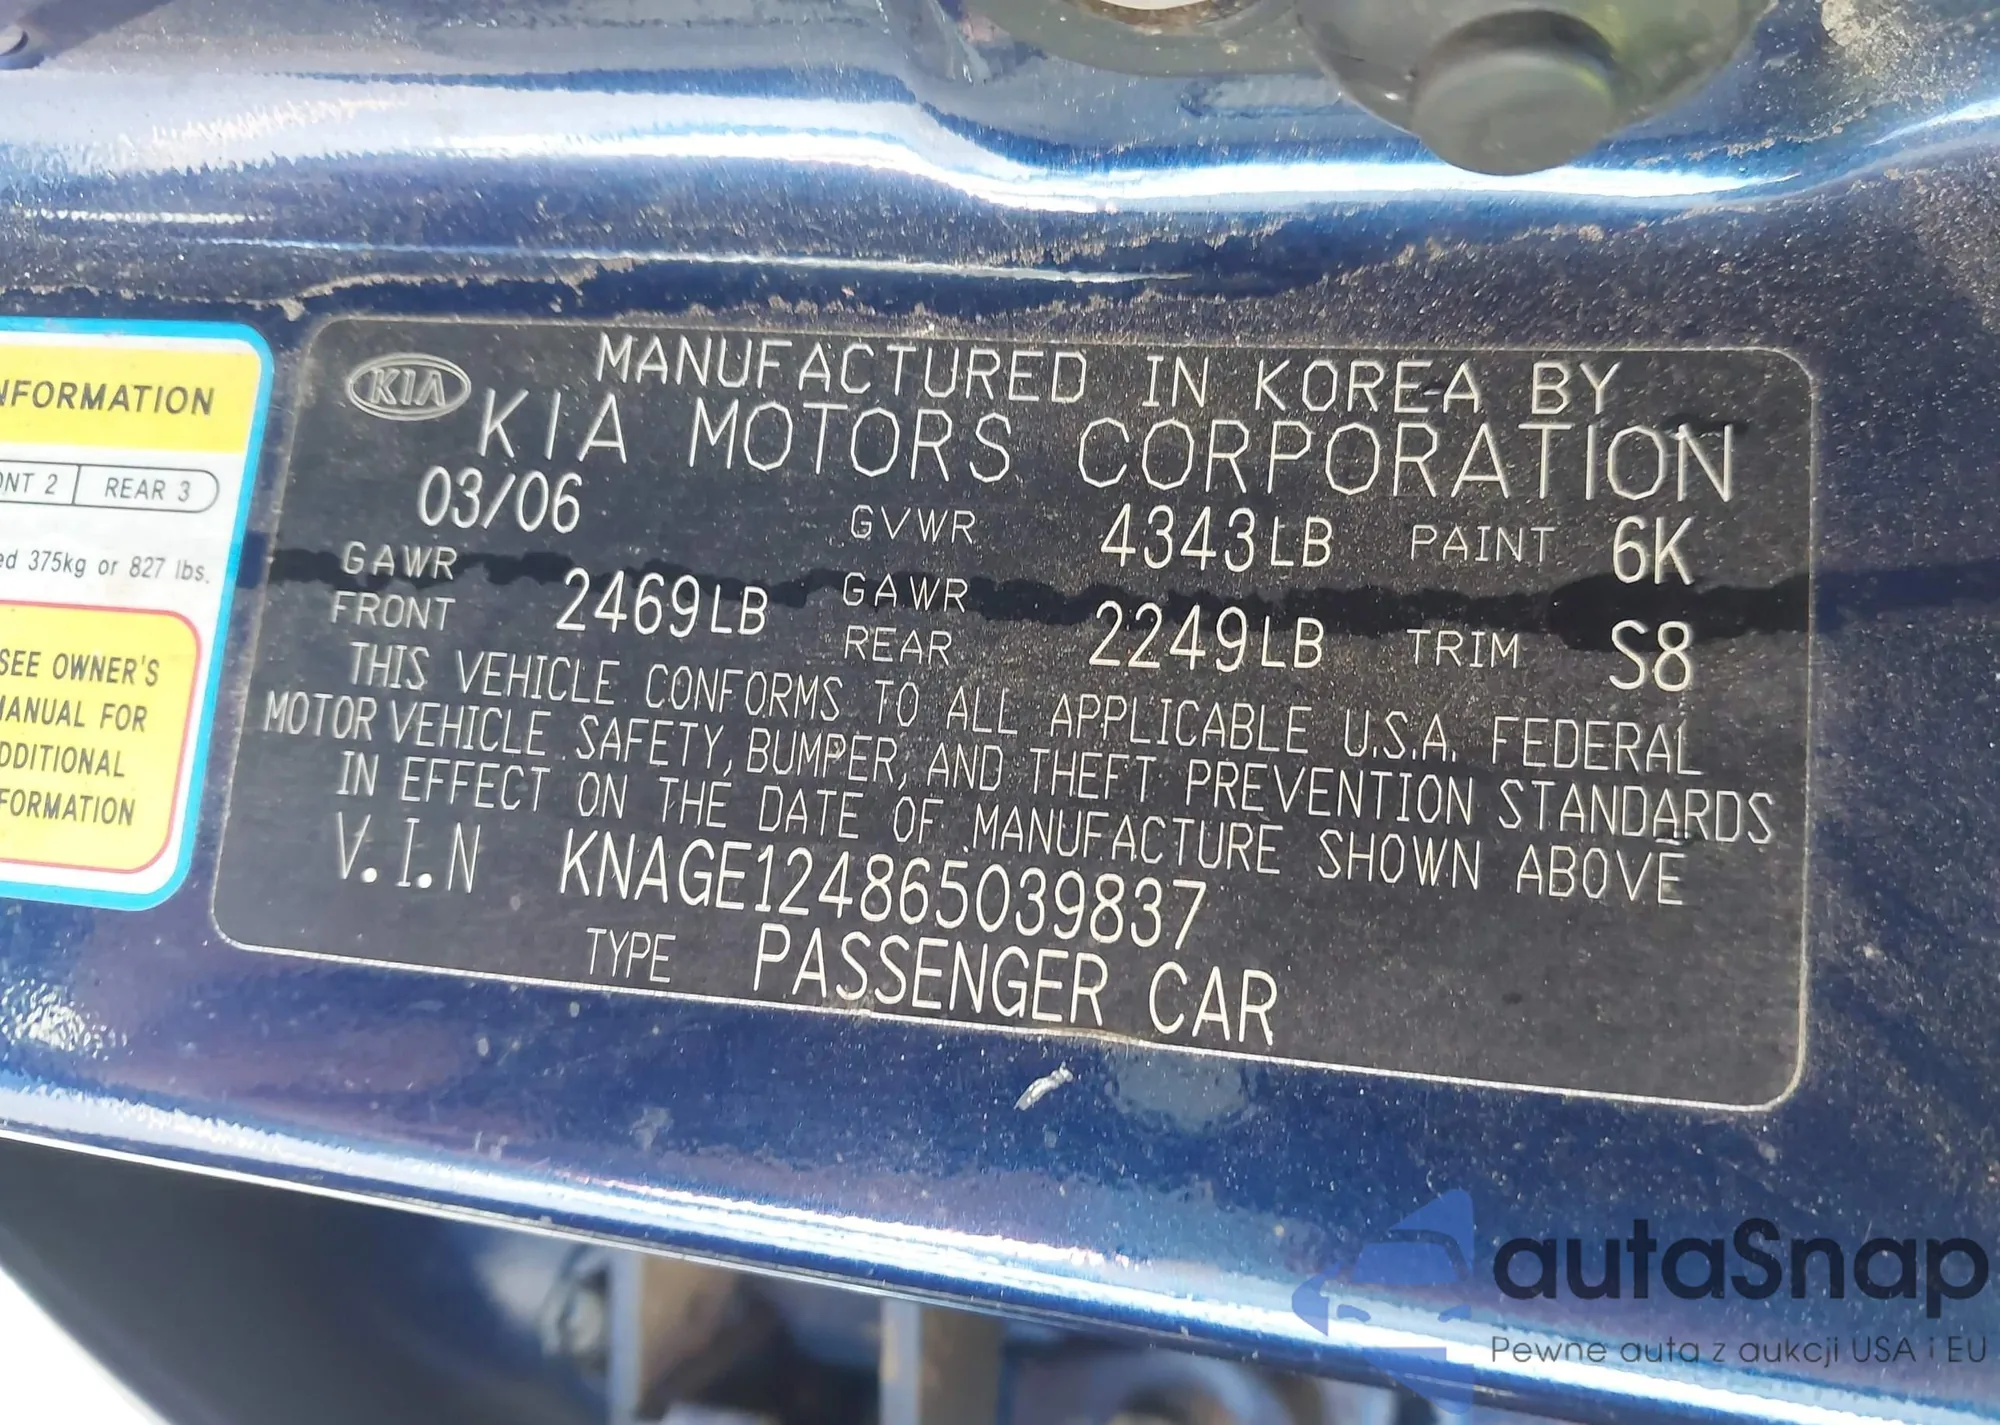 NFORMATION
ONT 2 REAR 3
ed 375kg or 827 lbs.
SEE OWNER'S
MANUAL FOR
DDITIONAL
FORMATION
KIA
MANUFACTURED IN KOREA BY
KIA MOTORS CORPORATION
03/06 GVWR 4343LB PAINT 6K
GAWR FRONT 2469LB GAWR REAR 2249LB TRIM S8
THIS VEHICLE CONFORMS TO ALL APPLICABLE U.S.A. FEDERAL
MOTOR VEHICLE SAFETY, BUMPER, AND THEFT PREVENTION STANDARDS
IN EFFECT ON THE DATE OF MANUFACTURE SHOWN ABOVE
V.I.N KNAGE124865039837
TYPE PASSENGER CAR
autaSnap
Pewne auta z aukcji USA i EU